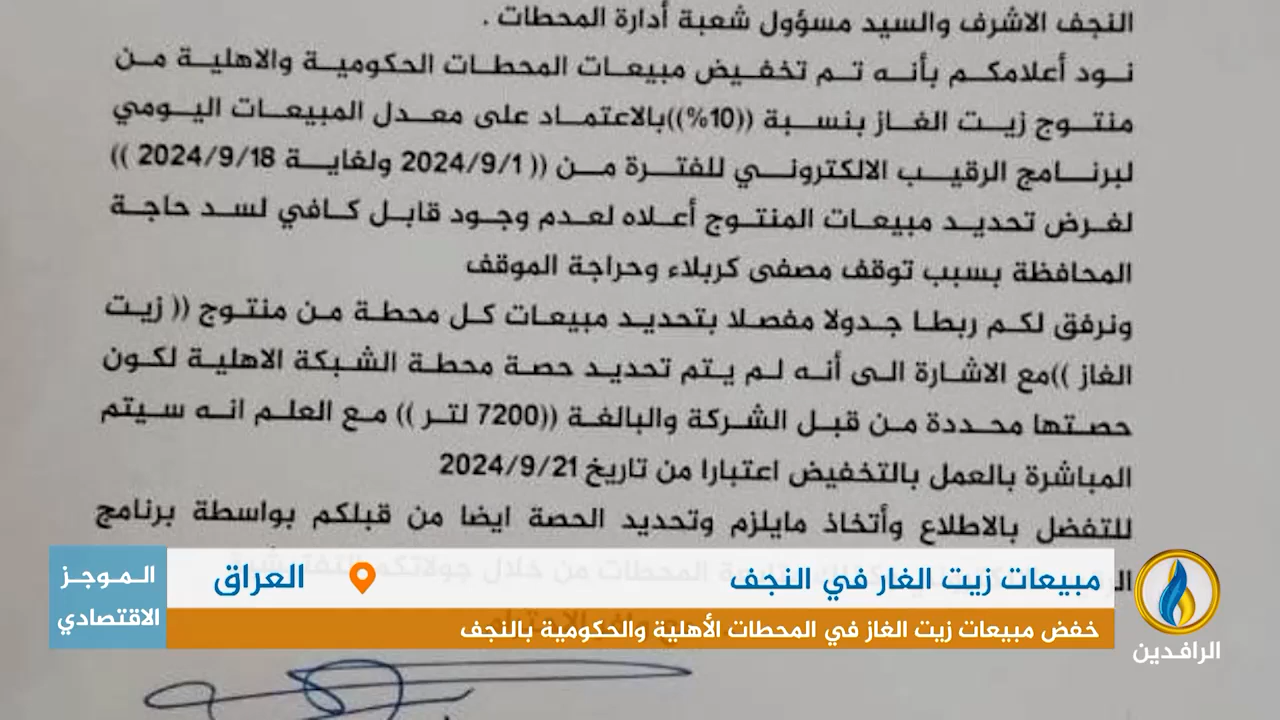 النجف الاشرف والسيد مسؤول شعبة أدارة المحطات .
نود أعلامكم بأنه تم تخفيض مبيعات المحطات الحكومية والاهلية من
منتوج زيت الغاز بنسبة ((10%))بالاعتماد على معدل المبيعات اليومي
لبرنامج الرقيب الالكتروني للفترة من (( 2024/9/1 ولغاية 2024/9/18 ))
لغرض تحديد مبيعات المنتوج أعلاه لعدم وجود قابل كافي لسد حاجة
المحافظة بسبب توقف مصفى كربلاء وحراجة الموقف
ونرفق لكم ربطا جدولا مفصلا بتحديد مبيعات كل محطة من منتوج (( زيت
الغاز ))مع الاشارة الى أنه لم يتم تحديد حصة محطة الشبكة الاهلية لكون
حصتها محددة من قبل الشركة والبالغة ((7200 لتر )) مع العلم انه سيتم
المباشرة بالعمل بالتخفيض اعتبارا من تاريخ 2024/9/21
للتفضل بالاطلاع وأتخاذ مايلزم وتحديد الحصة ايضا من قبلكم بواسطة برنامج
المحطات من خلال جولاتكم
مبيعات زيت الغار في النجف
العراق
الموجز
الاقتصادي
خفض مبيعات زيت الغاز في المحطات الأهلية والحكومية بالنجف
الرافدين